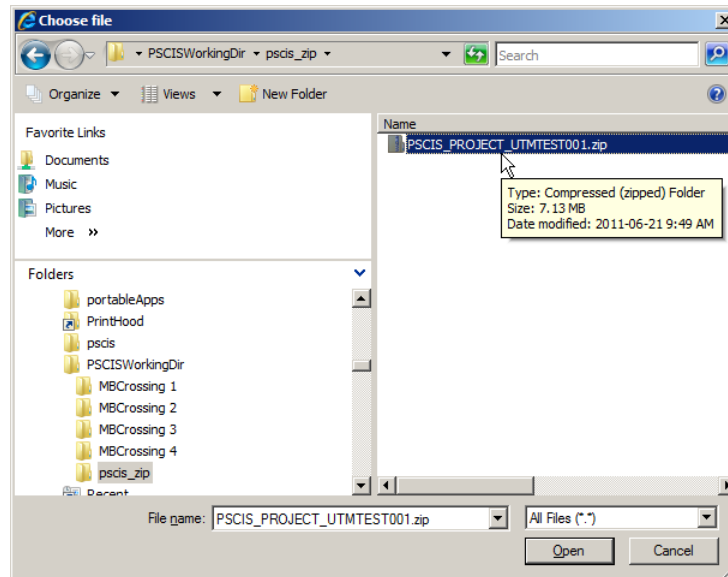 Choose file
PSCISWorkingDir pscis_zip
Search
Organize Views New Folder
Favorite Links
Documents
Music
Pictures
More »
Folders
portableApps
PrintHood
pscis
PSCISWorkingDir
MBCrossing 1
MBCrossing 2
MBCrossing 3
MBCrossing 4
pscis_zip
Recent
Name
PSCIS_PROJECT_UTMTEST001.zip
Type: Compressed (zipped) Folder
Size: 7.13 MB
Date modified: 2011-06-21 9:49 AM
File name: PSCIS_PROJECT_UTMTEST001.zip All Files (*.*)
Open Cancel